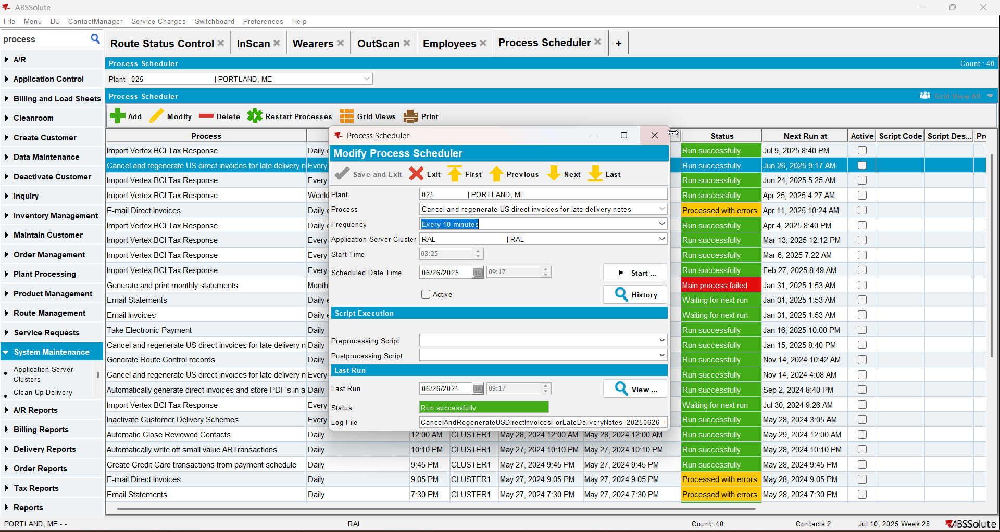 ABSSolute
File Menu BU ContactManager Service Charges Switchboard Preferences Help
process
Route Status Control InScan Wearers OutScan Employees Process Scheduler +
Process Scheduler Count : 40
Plant 025 | PORTLAND, ME
Process Scheduler Grid View All
Add Modify Delete Restart Processes Grid Views Print
A/R
Application Control
Billing and Load Sheets
Cleanroom
Create Customer
Data Maintenance
Deactivate Customer
Inquiry
Inventory Management
Maintain Customer
Order Management
Plant Processing
Product Management
Route Management
Service Requests
System Maintenance
Application Server
Clusters
Clean Up Delivery
A/R Reports
Billing Reports
Delivery Reports
Order Reports
Tax Reports
Reports
Process Status Next Run at Active Script Code Script Des... Pr
Import Vertex BCI Tax Response Daily Run successfully Jul 9, 2025 8:40 PM
Cancel and regenerate US direct invoices for late delivery n Every Run successfully Jun 26, 2025 9:17 AM
Import Vertex BCI Tax Response Every Run successfully Jun 24, 2025 5:25 AM
Import Vertex BCI Tax Response Weekl Run successfully Apr 25, 2025 4:27 AM
E-mail Direct Invoices Daily Processed with errors Apr 11, 2025 10:24 AM
Import Vertex BCI Tax Response Daily Run successfully Apr 4, 2025 8:40 PM
Import Vertex BCI Tax Response Every Run successfully Mar 13, 2025 12:12 PM
Import Vertex BCI Tax Response Every Run successfully Mar 6, 2025 7:22 AM
Import Vertex BCI Tax Response Every Run successfully Feb 27, 2025 8:49 AM
Generate and print monthly statements Month Main process failed Jan 31, 2025 1:53 AM
Email Statements Daily Waiting for next run Jan 31, 2025 1:53 AM
Email Invoices Daily Waiting for next run Jan 31, 2025 1:53 AM
Take Electronic Payment Daily Run successfully Jan 16, 2025 10:00 PM
Cancel and regenerate US direct invoices for late delivery n Daily Run successfully Jan 15, 2025 8:40 PM
Generate Route Control records Daily Run successfully Nov 14, 2024 10:42 AM
Cancel and regenerate US direct invoices for late delivery n Every Run successfully Nov 14, 2024 4:08 AM
Automatically generate direct invoices and store PDF's in a Daily Run successfully Sep 2, 2024 8:40 PM
Import Vertex BCI Tax Response Every Waiting for next run Jul 30, 2024 9:26 AM
Inactivate Customer Delivery Schemes Every Run successfully May 28, 2024 3:05 AM
Automatic Close Reviewed Contacts Daily 12:00 AM CLUSTER1 May 28, 2024 12:00 AM May 28, 2024 12:00 AM Run successfully May 29, 2024 12:00 AM
Automatically write off small value ARTransactions Daily 10:10 PM CLUSTER1 May 27, 2024 10:10 PM May 27, 2024 10:10 PM Run successfully May 28, 2024 10:10 PM
Create Credit Card transactions from payment schedule Daily 9:45 PM CLUSTER1 May 27, 2024 9:45 PM May 27, 2024 9:45 PM Run successfully May 28, 2024 9:45 PM
E-mail Direct Invoices Daily 9:05 PM CLUSTER1 May 27, 2024 9:05 PM May 27, 2024 9:05 PM Processed with errors May 28, 2024 9:05 PM
Email Statements Daily 7:30 PM CLUSTER1 May 27, 2024 7:30 PM May 27, 2024 7:30 PM Processed with errors May 28, 2024 7:30 PM
Process Scheduler
Modify Process Scheduler
Save and Exit Exit First Previous Next Last
Plant 025 | PORTLAND, ME
Process Cancel and regenerate US direct invoices for late delivery notes
Frequency Every 10 minutes
Application Server Cluster RAL | RAL
Start Time 03:25
Scheduled Date Time 06/26/2025 16 09:17 Start ...
Active History
Script Execution
Preprocessing Script
Postprocessing Script
Last Run
Last Run 06/26/2025 16 09:17 View ...
Status Run successfully
Log File CancelAndRegenerateUSDirectInvoicesForLateDeliveryNotes_20250626_
PORTLAND, ME - - RAL Count: 40 Contacts 2 Jul 10, 2025 Week 28 ABSSolute